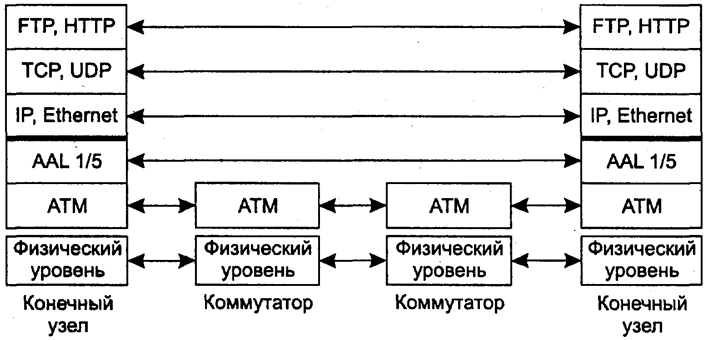 FTP, HTTP
FTP, HTTP
TCP, UDP
TCP, UDP
IP, Ethernet
IP, Ethernet
AAL 1/5
AAL 1/5
ATM
ATM
ATM
ATM
Физический
уровень
Физический
уровень
Физический
уровень
Физический
уровень
Конечный
узел
Коммутатор
Коммутатор
Конечный
узел